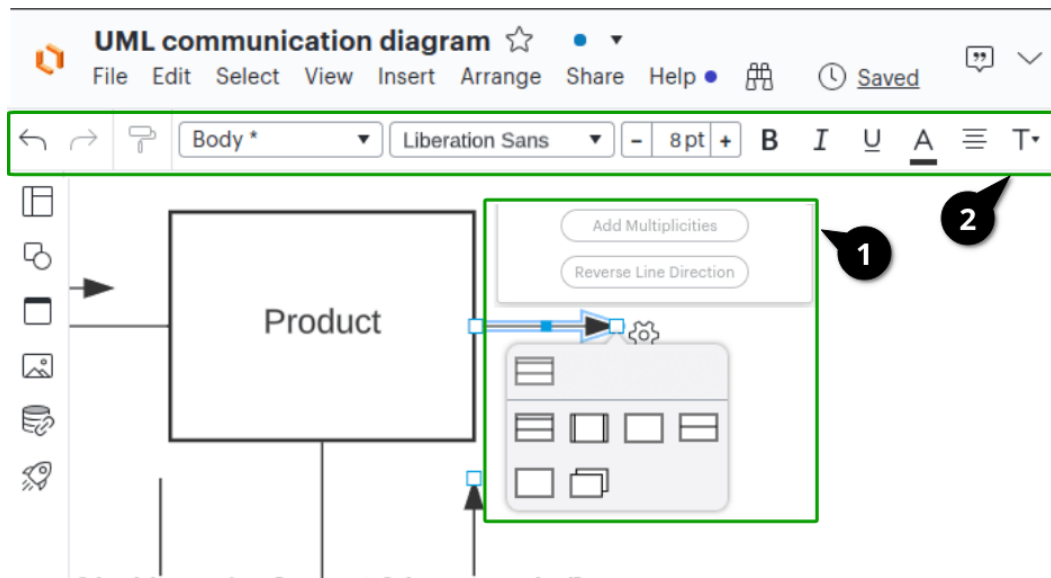 UML communication diagram
File Edit Select View Insert Arrange Share Help Saved
Body * Liberation Sans - 8 pt + B I U A T
2
Add Multiplicities
1
Reverse Line Direction
Product